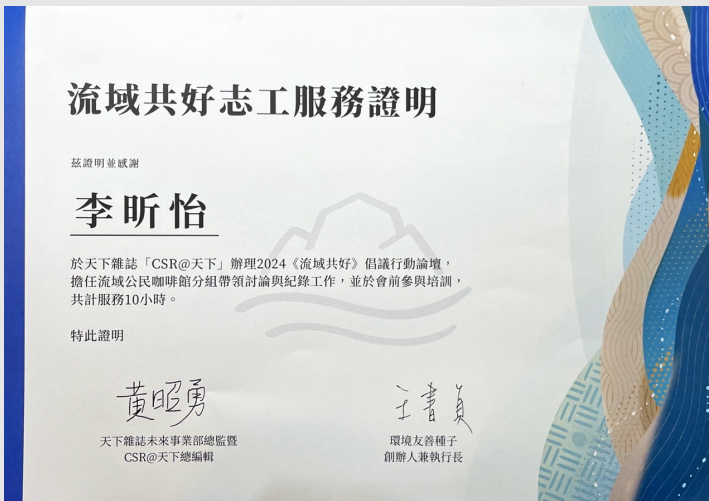 流域共好志工服務證明
茲證明並感謝
李昕怡
於天下雜誌「CSR@天下」辦理2024《流域共好》倡議行動論壇，
擔任流域公民咖啡館分組帶領討論與紀錄工作，並於會前參與培訓，
共計服務10小時。
特此證明
黃昭勇
王書貞
天下雜誌未來事業部總監暨
CSR@天下總編輯
環境友善種子
創辦人兼執行長